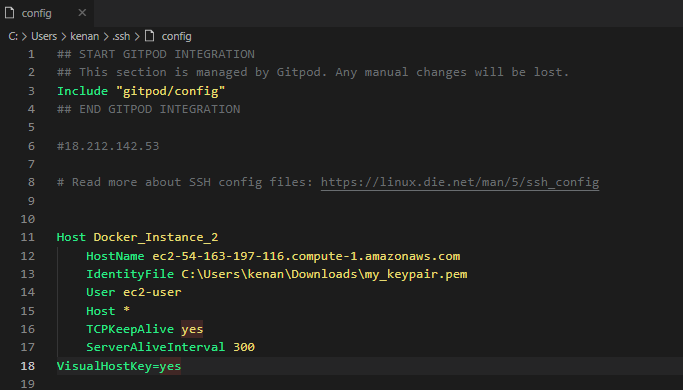 config
C: > Users > kenan > .ssh > config
1 ## START GITPOD INTEGRATION
2 ## This section is managed by Gitpod. Any manual changes will be lost.
3 Include "gitpod/config"
4 ## END GITPOD INTEGRATION
5
6 #18.212.142.53
7
8 # Read more about SSH config files: https://linux.die.net/man/5/ssh_config
9
10
11 Host Docker_Instance_2
12 HostName ec2-54-163-197-116.compute-1.amazonaws.com
13 IdentityFile C:\Users\kenan\Downloads\my_keypair.pem
14 User ec2-user
15 Host *
16 TCPKeepAlive yes
17 ServerAliveInterval 300
18 VisualHostKey=yes
19